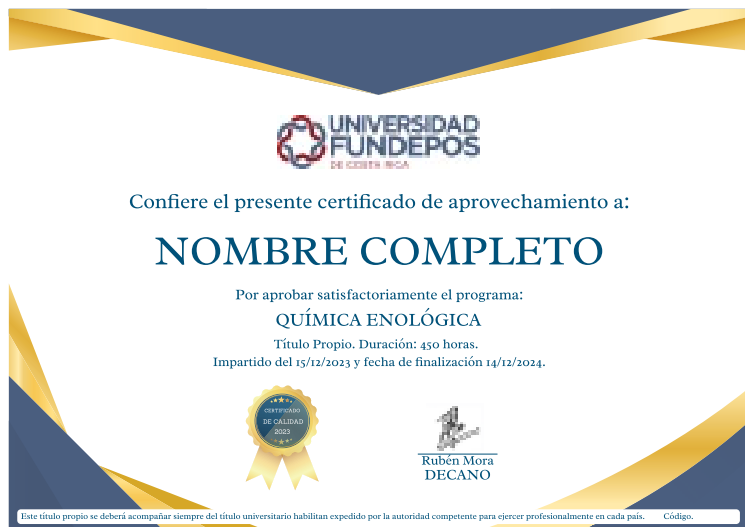 UNIVERSIDAD
FUNDEPOS
DE COSTA RICA
Confiere el presente certificado de aprovechamiento a:
NOMBRE COMPLETO
Por aprobar satisfactoriamente el programa:
QUÍMICA ENOLÓGICA
Título Propio. Duración: 450 horas.
Impartido del 15/12/2023 y fecha de finalización 14/12/2024.
CERTIFICADO
DE CALIDAD
2023
Rubén Mora
DECANO
Este título propio se deberá acompañar siempre del título universitario habilitan expedido por la autoridad competente para ejercer profesionalmente en cada país. Código.